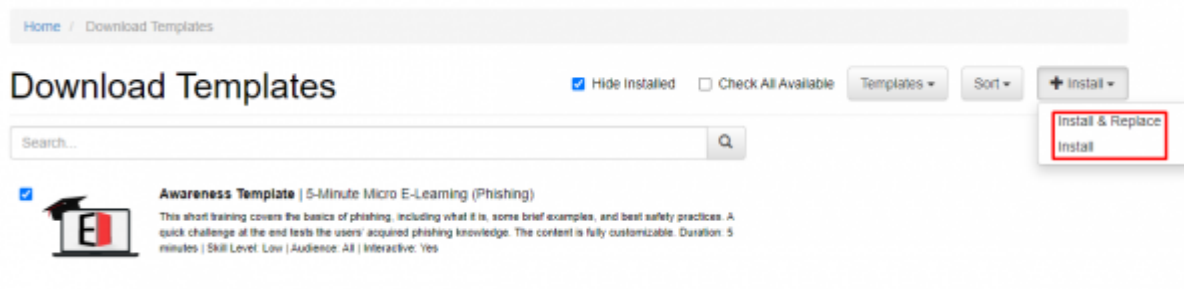 Home / Download Templates
Download Templates
Hide Installed
Check All Available
Templates
Sort
Install
Install & Replace
Install
Search...
Awareness Template | 5-Minute Micro E-Learning (Phishing)
This short training covers the basics of phishing, including what it is, some brief examples, and best safety practices. A
quick challenge at the end tests the users' acquired phishing knowledge. The content is fully customizable. Duration: 5
minutes | Skill Level: Low | Audience: All | Interactive: Yes